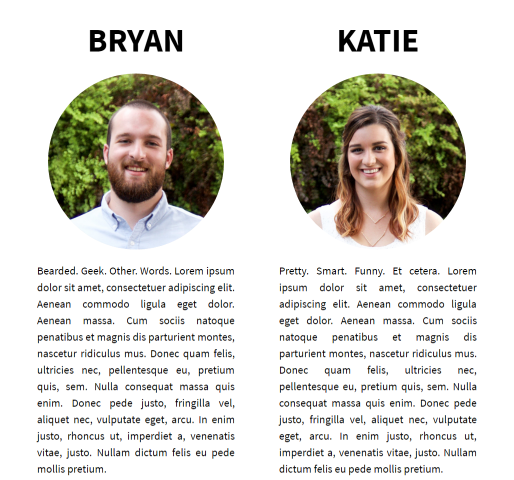 BRYAN
KATIE
Bearded. Geek. Other. Words. Lorem ipsum
dolor sit amet, consectetuer adipiscing elit.
Aenean commodo ligula eget dolor.
Aenean massa. Cum sociis natoque
penatibus et magnis dis parturient montes,
nascetur ridiculus mus. Donec quam felis,
ultricies nec, pellentesque eu, pretium
quis, sem. Nulla consequat massa quis
enim. Donec pede justo, fringilla vel,
aliquet nec, vulputate eget, arcu. In enim
justo, rhoncus ut, imperdiet a, venenatis
vitae, justo. Nullam dictum felis eu pede
mollis pretium.
Pretty. Smart. Funny. Et cetera. Lorem
ipsum dolor sit amet, consectetuer
adipiscing elit. Aenean commodo ligula
eget dolor. Aenean massa. Cum sociis
natoque penatibus et magnis dis
parturient montes, nascetur ridiculus mus.
Donec quam felis, ultricies nec,
pellentesque eu, pretium quis, sem. Nulla
consequat massa quis enim. Donec pede
justo, fringilla vel, aliquet nec, vulputate
eget, arcu. In enim justo, rhoncus ut,
imperdiet a, venenatis vitae, justo. Nullam
dictum felis eu pede mollis pretium.